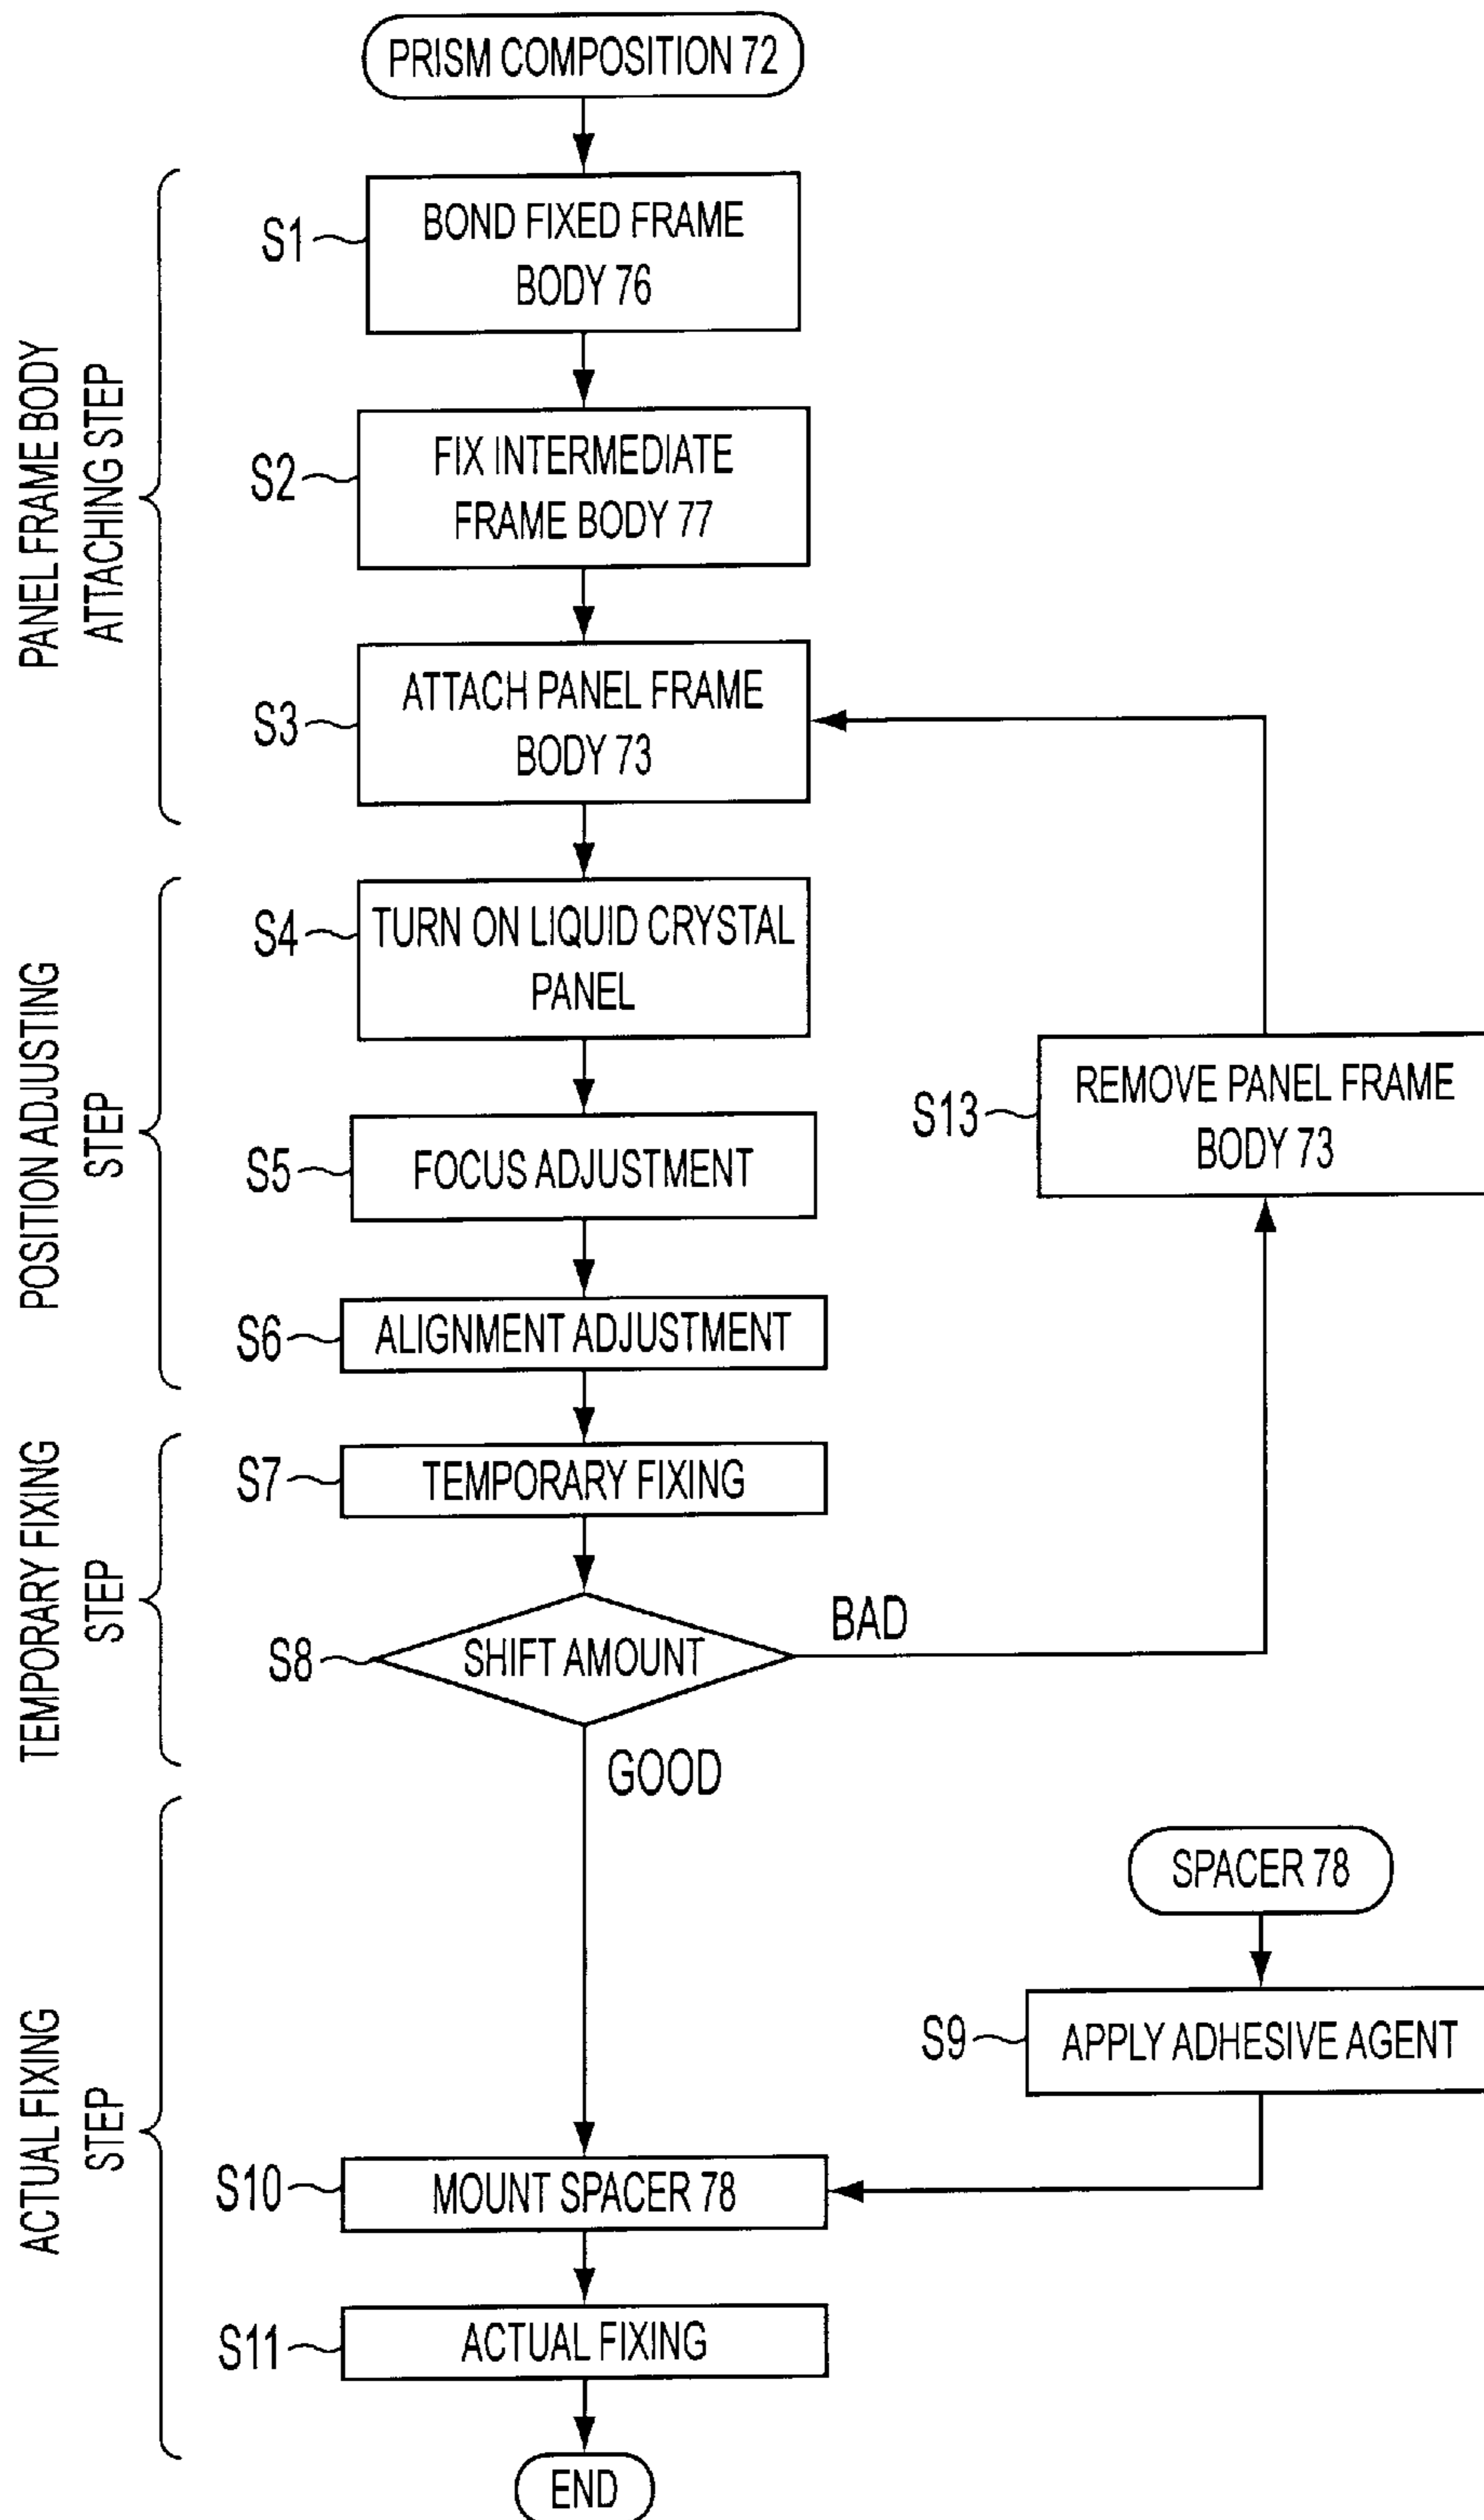 PRISM COMPOSITION 72
PANEL FRAME BODY
ATTACHING STEP
S1
BOND FIXED FRAME
BODY 76
S2
FIX INTERMEDIATE
FRAME BODY 77
S3
ATTACH PANEL FRAME
BODY 73
POSITION ADJUSTING
STEP
S4
TURN ON LIQUID CRYSTAL
PANEL
S5
FOCUS ADJUSTMENT
S6
ALIGNMENT ADJUSTMENT
S13
REMOVE PANEL FRAME
BODY 73
TEMPORARY FIXING
STEP
S7
TEMPORARY FIXING
S8
SHIFT AMOUNT
BAD
GOOD
ACTUAL FIXING
STEP
SPACER 78
S9
APPLY ADHESIVE AGENT
S10
MOUNT SPACER 78
S11
ACTUAL FIXING
END